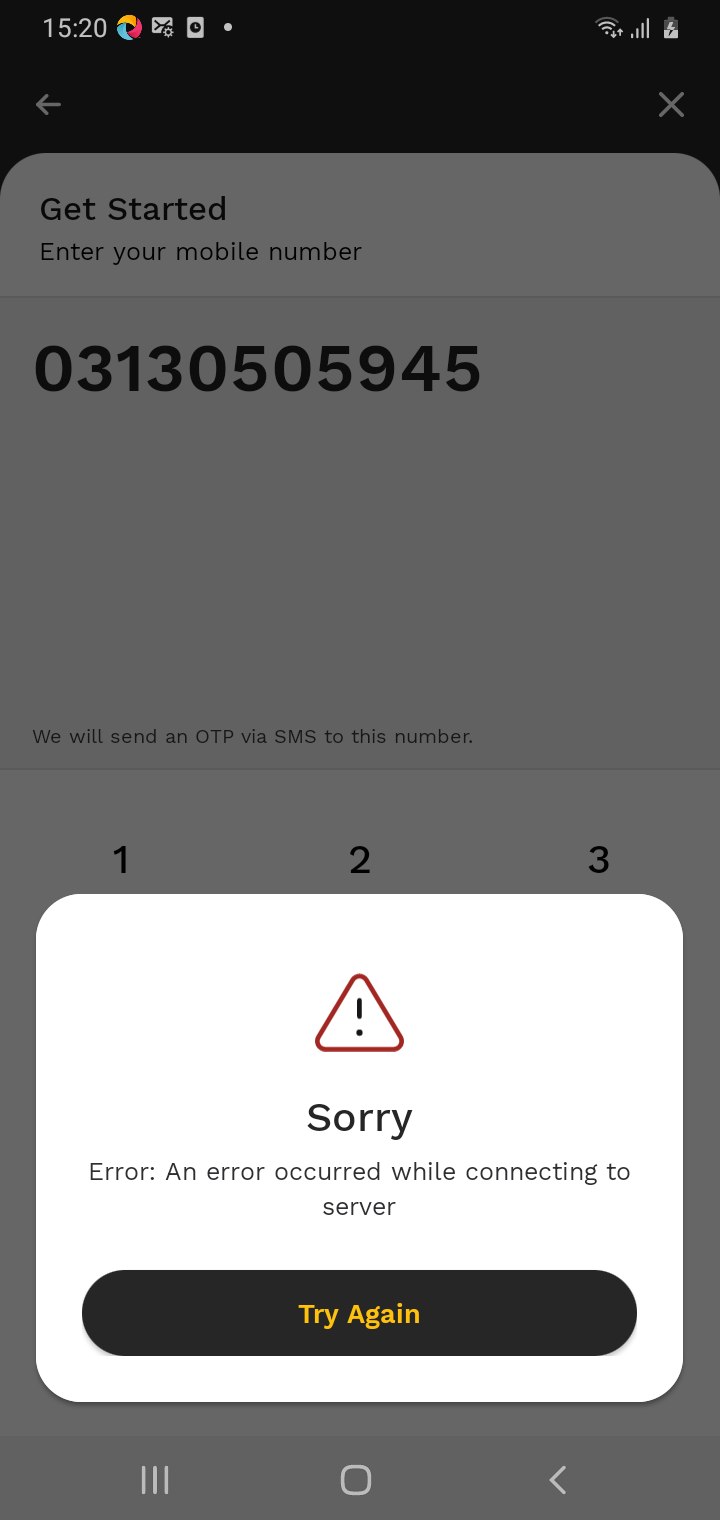 15:20
Get Started
Enter your mobile number
03130505945
We will send an OTP via SMS to this number.
1 2 3
Sorry
Error: An error occurred while connecting to
server
Try Again